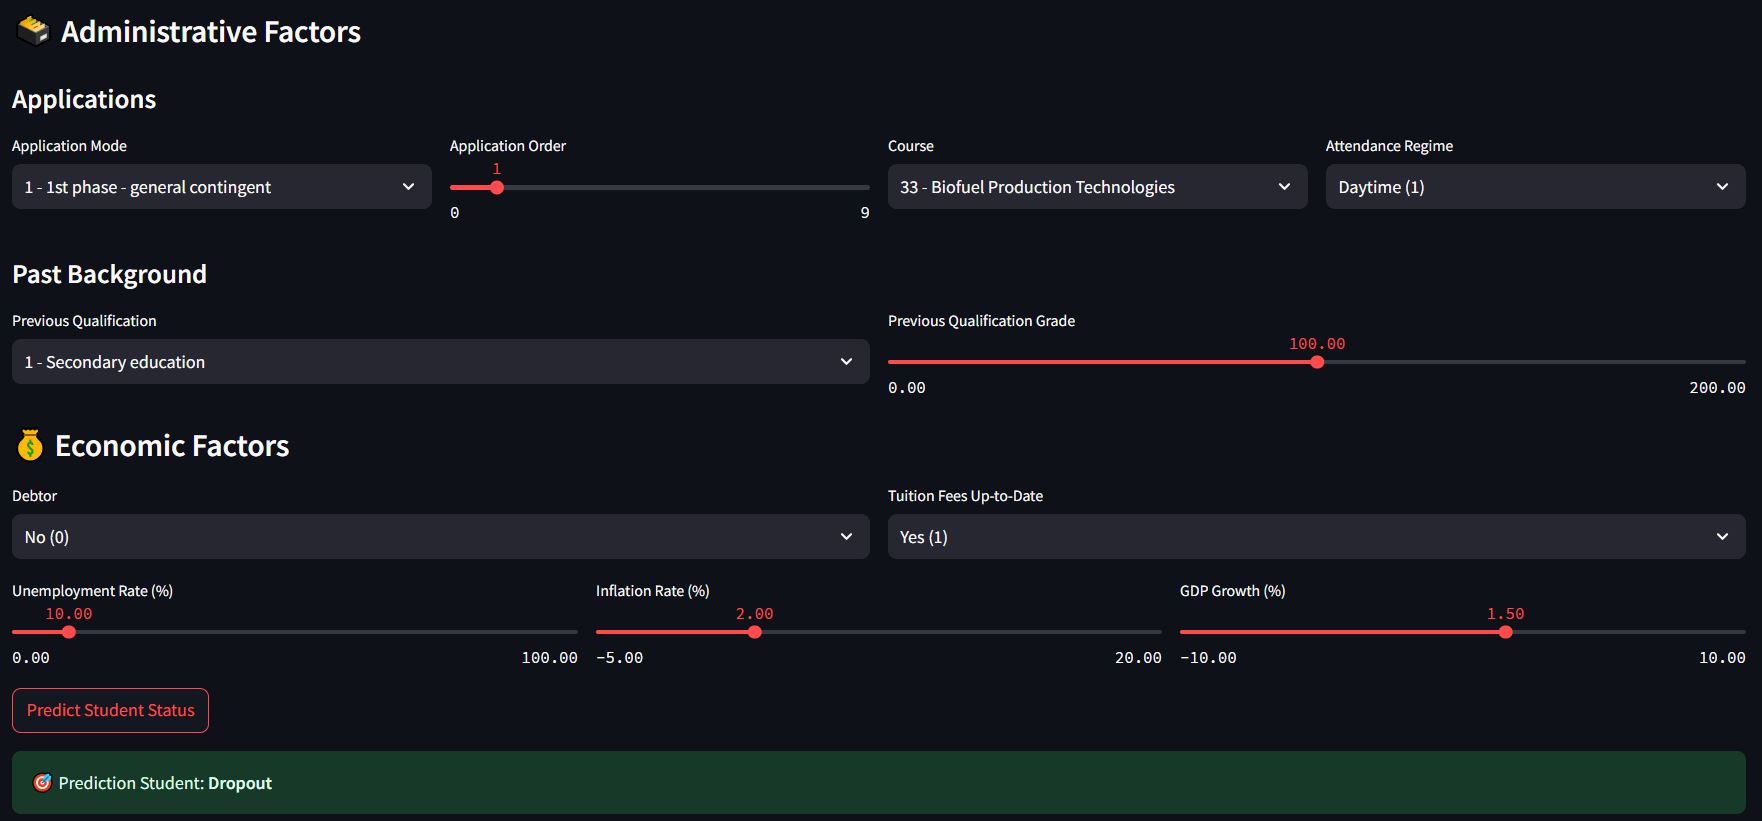 Administrative Factors
Applications
Application Mode
1 - 1st phase - general contingent
Application Order
1
0 9
Course
33 - Biofuel Production Technologies
Attendance Regime
Daytime (1)
Past Background
Previous Qualification
1 - Secondary education
Previous Qualification Grade
100.00
0.00 200.00
Economic Factors
Debtor
No (0)
Tuition Fees Up-to-Date
Yes (1)
Unemployment Rate (%)
10.00
0.00 100.00
Inflation Rate (%)
2.00
−5.00 20.00
GDP Growth (%)
1.50
−10.00 10.00
Predict Student Status
Prediction Student: Dropout